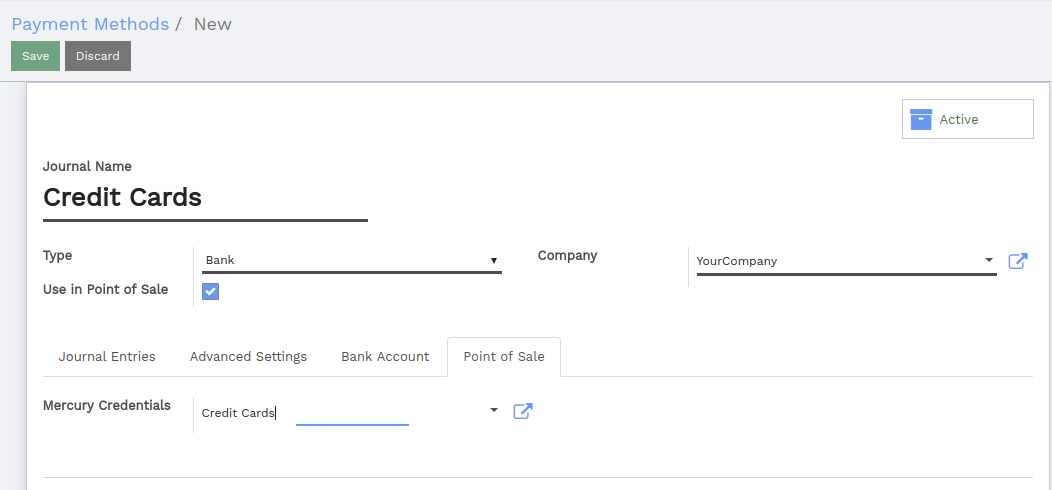 Payment Methods / New
Save Discard
Active
Journal Name
Credit Cards
Type Bank Company YourCompany
Use in Point of Sale
Journal Entries Advanced Settings Bank Account Point of Sale
Mercury Credentials Credit Cards